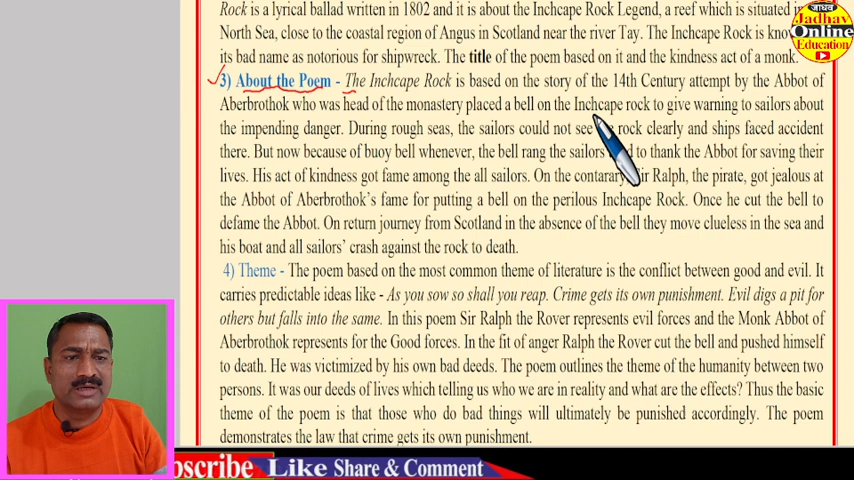 Rock is a lyrical ballad written in 1802 and it is about the Inchcape Rock Legend, a reef which is situated in
North Sea, close to the coastal region of Angus in Scotland near the river Tay. The Inchcape Rock is
its bad name as notorious for shipwreck. The title of the poem based on it and the kindness act of a monk.
3) About the Poem - The Inchcape Rock is based on the story of the 14th Century attempt by the Abbot of
Aberbrothok who was head of the monastery placed a bell on the Inchcape rock to give warning to sailors about
the impending danger. During rough seas, the sailors could not see rock clearly and ships faced accident
there. But now because of buoy bell whenever, the bell rang the sailors to thank the Abbot for saving their
lives. His act of kindness got fame among the all sailors. On the contarary Sir Ralph, the pirate, got jealous at
the Abbot of Aberbrothok's fame for putting a bell on the perilous Inchcape Rock. Once he cut the bell to
defame the Abbot. On return journey from Scotland in the absence of the bell they move clueless in the sea and
his boat and all sailors' crash against the rock to death.
4) Theme - The poem based on the most common theme of literature is the conflict between good and evil. It
carries predictable ideas like - As you sow so shall you reap. Crime gets its own punishment. Evil digs a pit for
others but falls into the same. In this poem Sir Ralph the Rover represents evil forces and the Monk Abbot of
Aberbrothok represents for the Good forces. In the fit of anger Ralph the Rover cut the bell and pushed himself
to death. He was victimized by his own bad deeds. The poem outlines the theme of the humanity between two
persons. It was our deeds of lives which telling us who we are in reality and what are the effects? Thus the basic
theme of the poem is that those who do bad things will ultimately be punished accordingly. The poem
demonstrates the law that crime gets its own punishment.
जाधव
Jadhav
Online
Education
bscribe Like Share & Comment